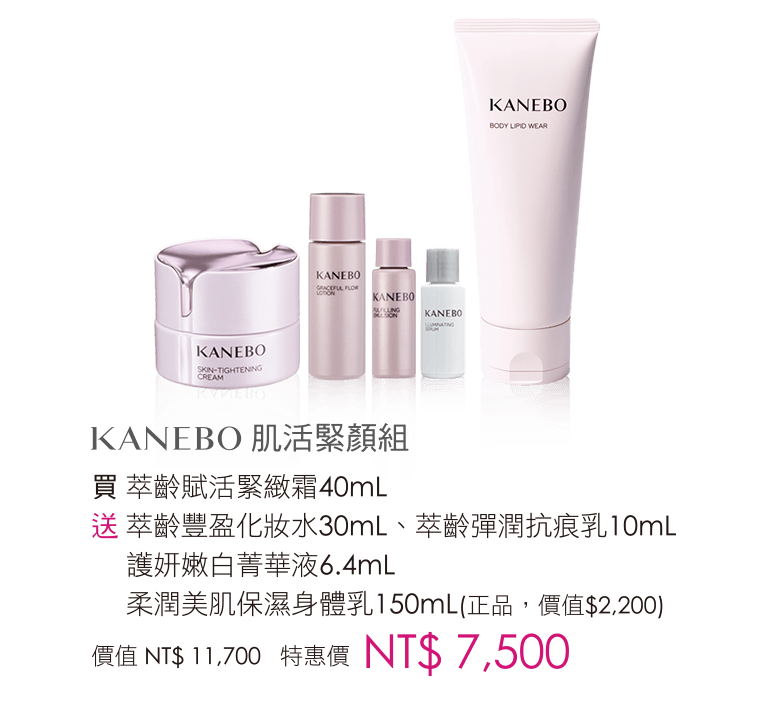 KANEBO
BODY LIPID WEAR
KANEBO
GRACEFUL FLOW
LOTION
KANEBO
FULFILLING
EMULSION
KANEBO
ILLUMINATING
SERUM
KANEBO
SKIN-TIGHTENING
CREAM
KANEBO 肌活緊顏組
買 萃齡賦活緊緻霜40mL
送 萃齡豐盈化妝水30mL、萃齡彈潤抗痕乳10mL
護妍嫩白菁華液6.4mL
柔潤美肌保濕身體乳150mL(正品，價值$2,200)
價值 NT$ 11,700 特惠價 NT$ 7,500